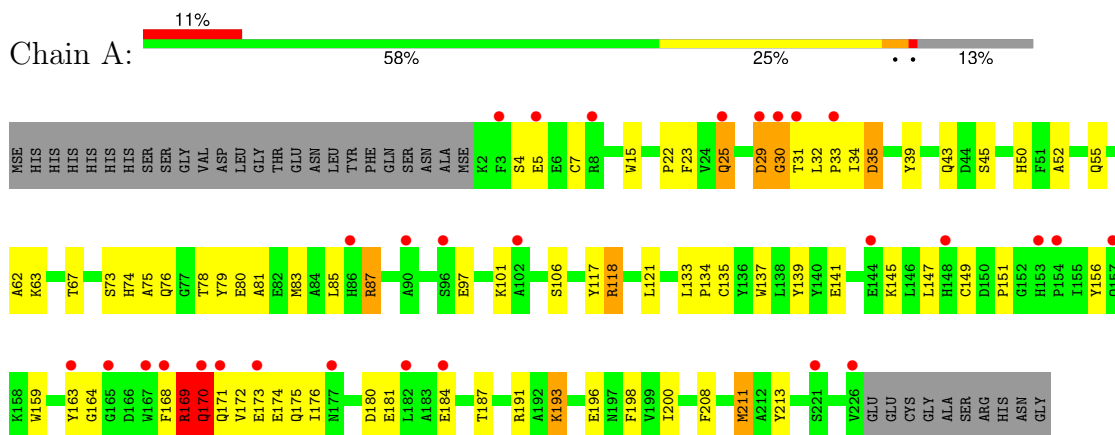 11%
Chain A:
58% 25% • • 13%
MSE HIS HIS HIS HIS HIS HIS SER SER GLY VAL ASP LEU GLY THR GLU ASN LEU TYR PHE GLN SER ASN ALA MSE K2 F3 S4 E5 E6 C7 R8 W15 P22 F23 V24 Q25 D29 G30 T31 L32 P33 I34 D35 Y39 Q43 D44 S45 H50 F51 A52 Q55
A62 K63 T67 S73 H74 A75 Q76 G77 T78 Y79 E80 A81 E82 M83 A84 L85 H86 R87 A90 S96 E97 K101 A102 S106 Y117 R118 L121 L133 P134 C135 Y136 W137 L138 Y139 Y140 E141 E144 K145 L146 L147 H148 C149 D150 P151 G152 H153 P154 I155 Y156 Q157
K158 W159 Y163 G164 G165 D166 W167 F168 R169 Q170 Q171 V172 E173 E174 Q175 I176 N177 D180 E181 L182 A183 E184 T187 R191 A192 K193 E196 N197 F198 V199 I200 F208 M211 A212 Y213 S221 V226 GLU GLU CYS GLY ALA SER ARG HIS ASN GLY